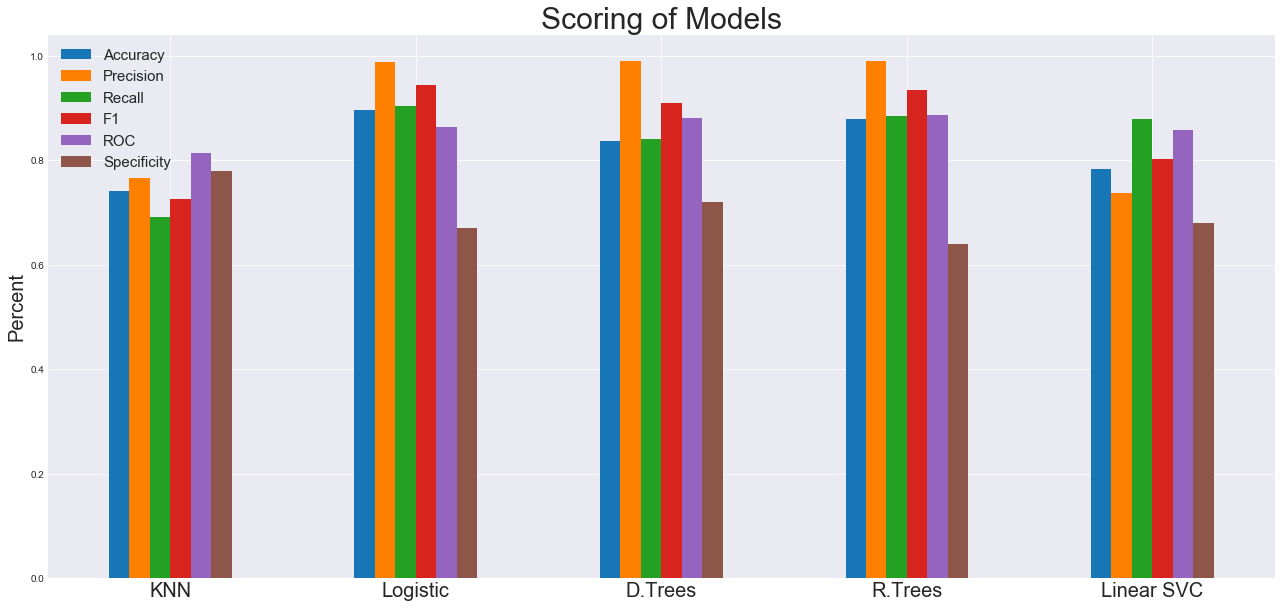 Scoring of Models
Accuracy
Precision
Recall
F1
ROC
Specificity
Percent
1.0
0.8
0.6
0.4
0.2
0.0
KNN Logistic D.Trees R.Trees Linear SVC